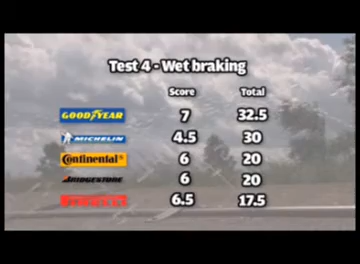 Test 4 - Wet braking
Score Total
GOODYEAR 7 32.5
MICHELIN 4.5 30
Continental 6 20
BRIDGESTONE 6 20
PIRELLI 6.5 17.5